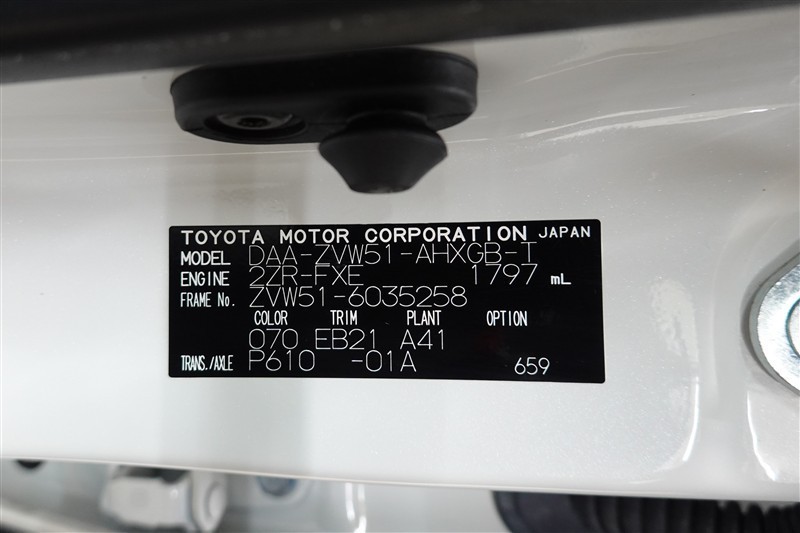 TOYOTA MOTOR CORPORATION JAPAN
MODEL DAA-ZVW51-AHXGB-T
ENGINE 2ZR-FXE 1797 mL
FRAME No. ZVW51-6035258
COLOR TRIM PLANT OPTION
070 EB21 A41
TRANS./AXLE P610 -01A 659